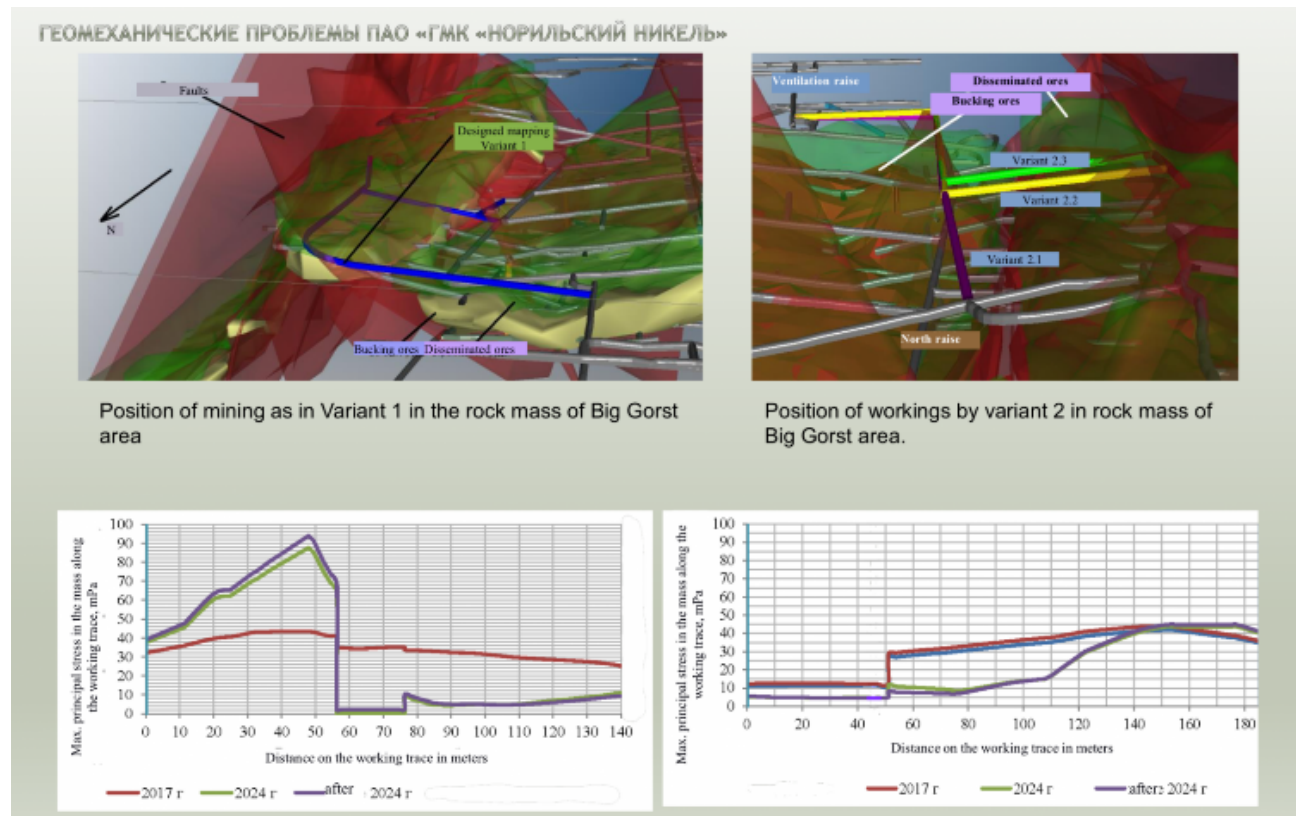 ГЕОМЕХАНИЧЕСКИЕ ПРОБЛЕМЫ ПАО «ГМК «НОРИЛЬСКИЙ НИКЕЛЬ»
Faults
Designed mapping
Variant 1
N
Bucking ores Disseminated ores
Ventilation raise
Disseminated ores
Bucking ores
Variant 2.3
Variant 2.2
Variant 2.1
North raise
Position of mining as in Variant 1 in the rock mass of Big Gorst
area
Position of workings by variant 2 in rock mass of
Big Gorst area.
Max. principal stress in the mass along
the working trace, mPa
100
90
80
70
60
50
40
30
20
10
0
0 10 20 30 40 50 60 70 80 90 100 110 120 130 140
Distance on the working trace in meters
2017 г 2024 г after 2024 г
Max. principal stress in the mass along the
working trace, mPa
100
90
80
70
60
50
40
30
20
10
0
0 20 40 60 80 100 120 140 160 180
Distance on the working trace in meters
2017 г 2024 г after: 2024 г